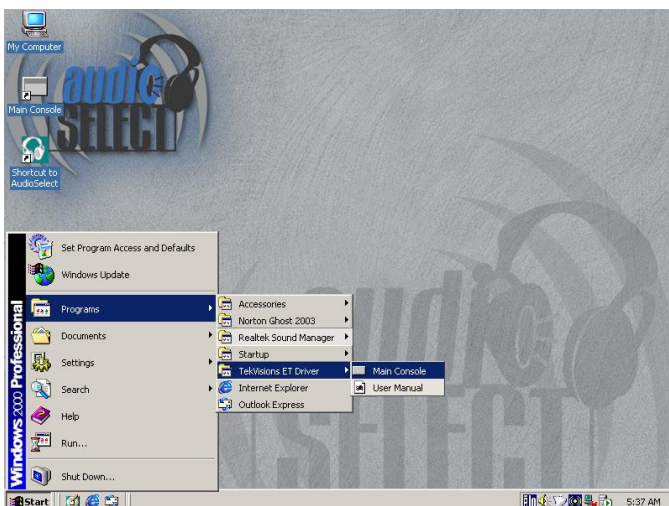 My Computer
audio
SELECT
Main Console
Shortcut to
AudioSelect
Windows 2000 Professional
Set Program Access and Defaults
Windows Update
Programs
Documents
Settings
Search
Help
Run...
Shut Down...
Accessories
Norton Ghost 2003
Realtek Sound Manager
Startup
TekVisions ET Driver
Internet Explorer
Outlook Express
Main Console
User Manual
SELECT
Start
5:37 AM